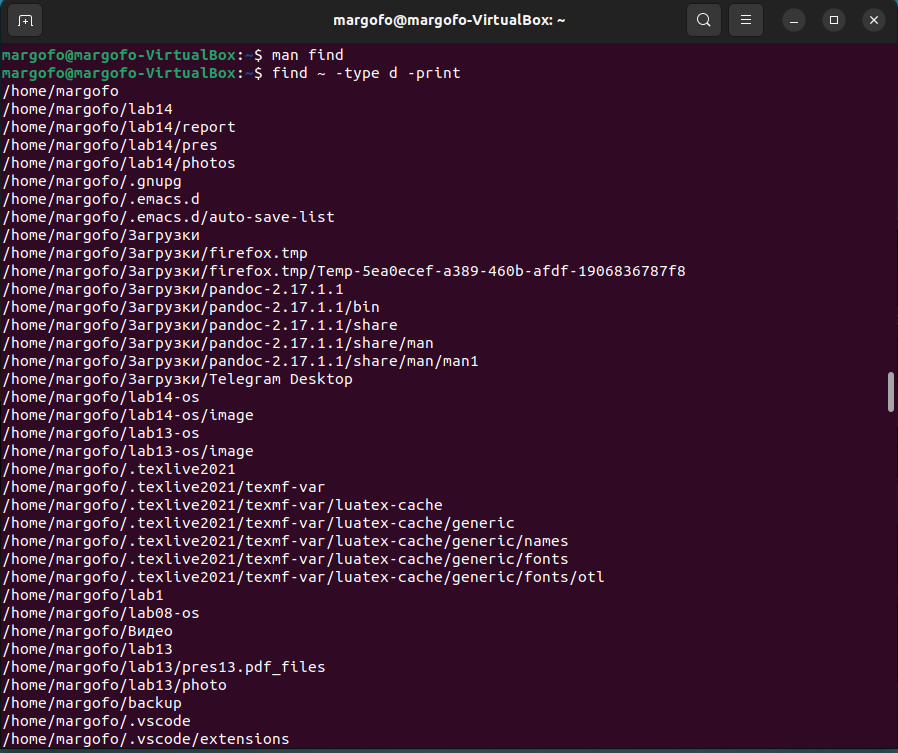 margofo@margofo-VirtualBox: ~
margofo@margofo-VirtualBox:~$ man find
margofo@margofo-VirtualBox:~$ find ~ -type d -print
/home/margofo
/home/margofo/lab14
/home/margofo/lab14/report
/home/margofo/lab14/pres
/home/margofo/lab14/photos
/home/margofo/.gnupg
/home/margofo/.emacs.d
/home/margofo/.emacs.d/auto-save-list
/home/margofo/Загрузки
/home/margofo/Загрузки/firefox.tmp
/home/margofo/Загрузки/firefox.tmp/Temp-5ea0ecef-a389-460b-afdf-1906836787f8
/home/margofo/Загрузки/pandoc-2.17.1.1
/home/margofo/Загрузки/pandoc-2.17.1.1/bin
/home/margofo/Загрузки/pandoc-2.17.1.1/share
/home/margofo/Загрузки/pandoc-2.17.1.1/share/man
/home/margofo/Загрузки/pandoc-2.17.1.1/share/man/man1
/home/margofo/Загрузки/Telegram Desktop
/home/margofo/lab14-os
/home/margofo/lab14-os/image
/home/margofo/lab13-os
/home/margofo/lab13-os/image
/home/margofo/.texlive2021
/home/margofo/.texlive2021/texmf-var
/home/margofo/.texlive2021/texmf-var/luatex-cache
/home/margofo/.texlive2021/texmf-var/luatex-cache/generic
/home/margofo/.texlive2021/texmf-var/luatex-cache/generic/names
/home/margofo/.texlive2021/texmf-var/luatex-cache/generic/fonts
/home/margofo/.texlive2021/texmf-var/luatex-cache/generic/fonts/otl
/home/margofo/lab1
/home/margofo/lab08-os
/home/margofo/Видео
/home/margofo/lab13
/home/margofo/lab13/pres13.pdf_files
/home/margofo/lab13/photo
/home/margofo/backup
/home/margofo/.vscode
/home/margofo/.vscode/extensions